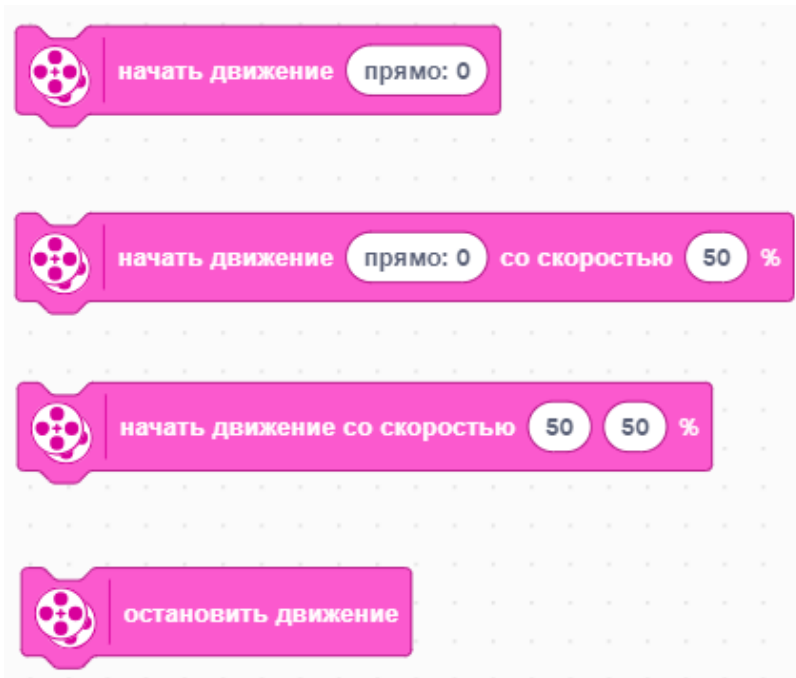 начать движение прямо: 0
начать движение прямо: 0 со скоростью 50 %
начать движение со скоростью 50 50 %
остановить движение